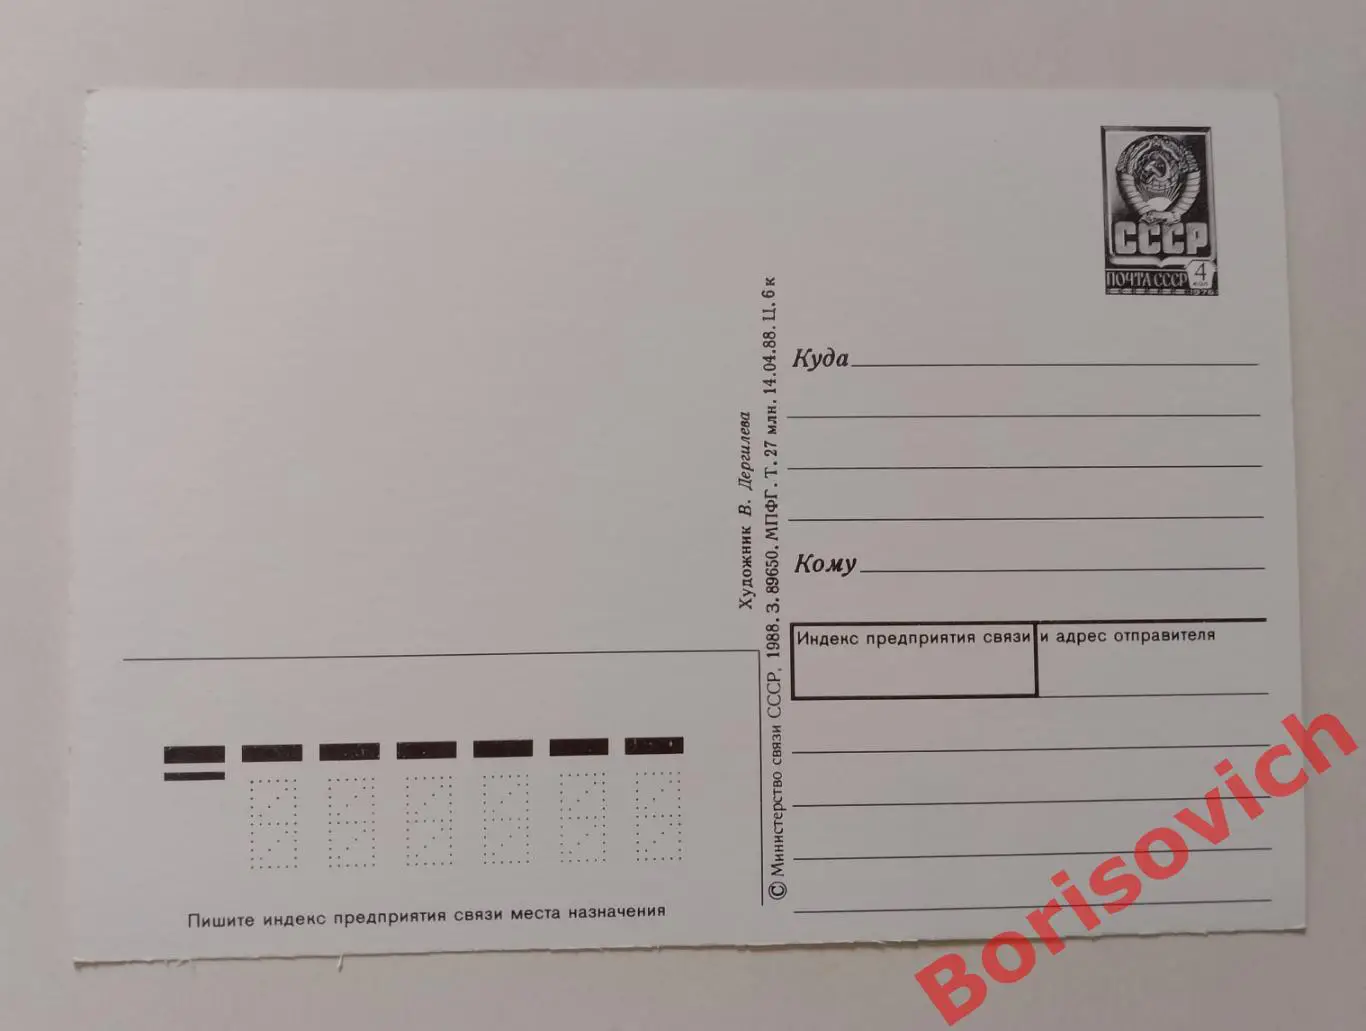 СССР
ПОЧТА СССР 4
КОП
1976
Куда
Кому
Индекс предприятия связи и адрес отправителя
Художник В. Дергилева
© Министерство связи СССР, 1988. З. 89650. МПФГ. Т. 27 млн. 14.04.88. Ц. 6 к
Пишите индекс предприятия связи места назначения
Borisovich